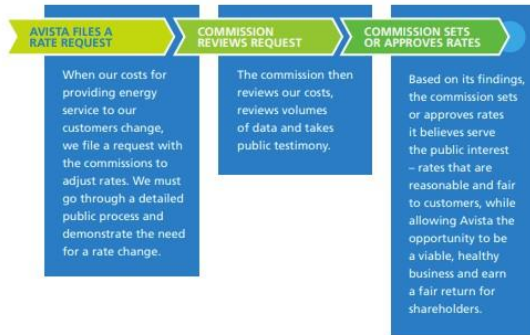 AVISTA FILES A
RATE REQUEST
When our costs for
providing energy
service to our
customers change,
we file a request with
the commissions to
adjust rates. We must
go through a detailed
public process and
demonstrate the need
for a rate change.
COMMISSION
REVIEWS REQUEST
The commission then
reviews our costs,
reviews volumes
of data and takes
public testimony.
COMMISSION SETS
OR APPROVES RATES
Based on its findings,
the commission sets
or approves rates
it believes serve
the public interest
– rates that are
reasonable and fair
to customers, while
allowing Avista the
opportunity to be
a viable, healthy
business and earn
a fair return for
shareholders.